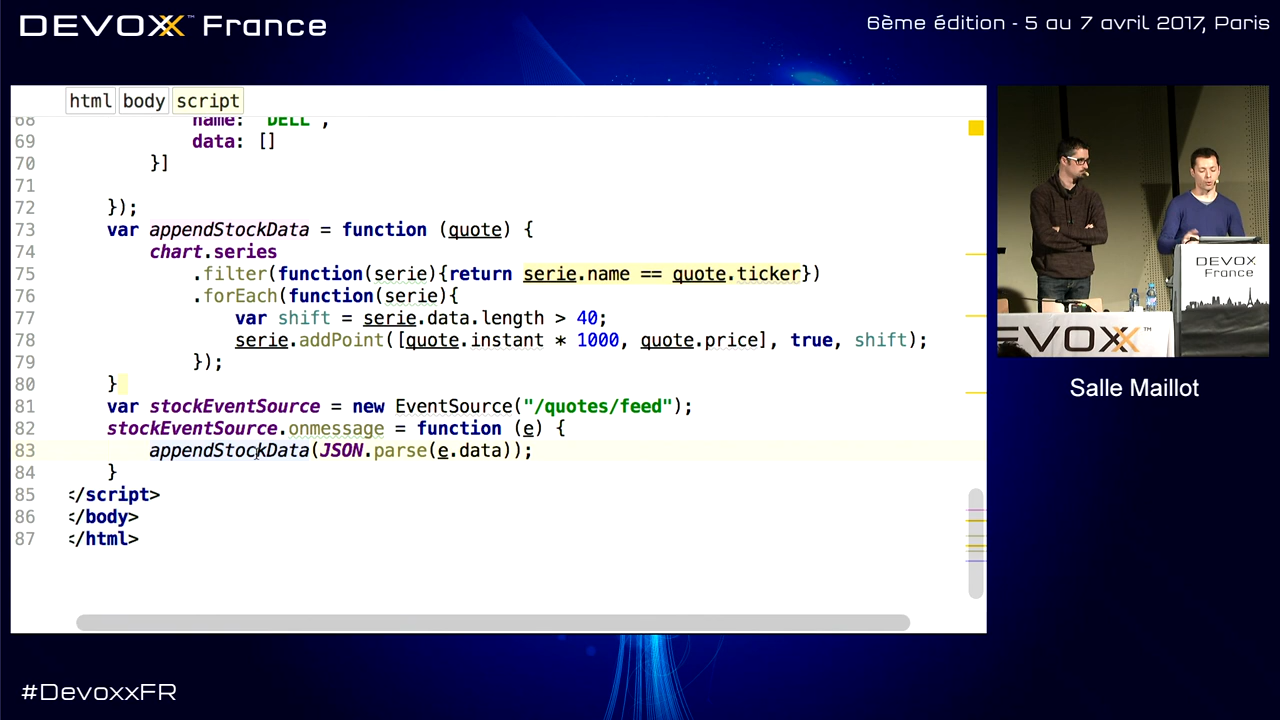 DEVOXX™ France
6ème édition - 5 au 7 avril 2017, Paris
html body script
68 name: 'DELL',
69 data: []
70 }]
71
72 });
73 var appendStockData = function (quote) {
74 chart.series
75 .filter(function(serie){return serie.name == quote.ticker})
76 .forEach(function(serie){
77 var shift = serie.data.length > 40;
78 serie.addPoint([quote.instant * 1000, quote.price], true, shift);
79 });
80 }
81 var stockEventSource = new EventSource("/quotes/feed");
82 stockEventSource.onmessage = function (e) {
83 appendStockData(JSON.parse(e.data));
84 }
85 </script>
86 </body>
87 </html>
DEVOXX
France
DEVOXX™
Salle Maillot
#DevoxxFR